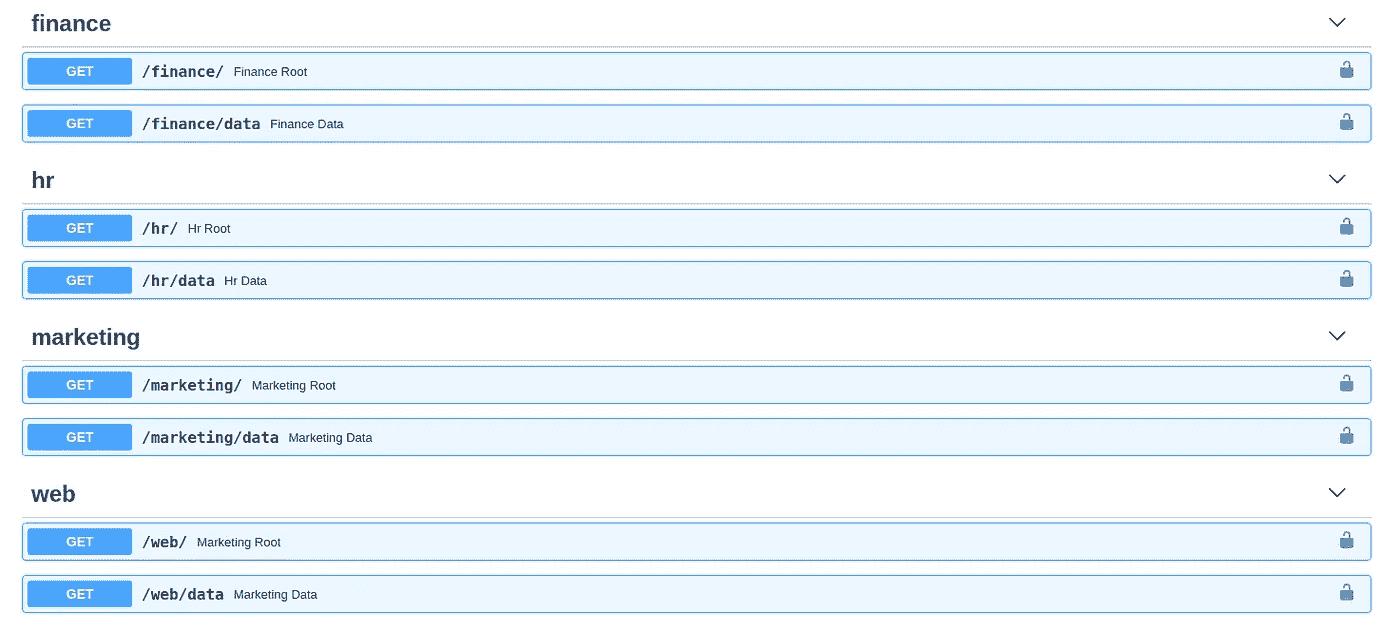 finance
GET /finance/ Finance Root
GET /finance/data Finance Data
hr
GET /hr/ Hr Root
GET /hr/data Hr Data
marketing
GET /marketing/ Marketing Root
GET /marketing/data Marketing Data
web
GET /web/ Marketing Root
GET /web/data Marketing Data